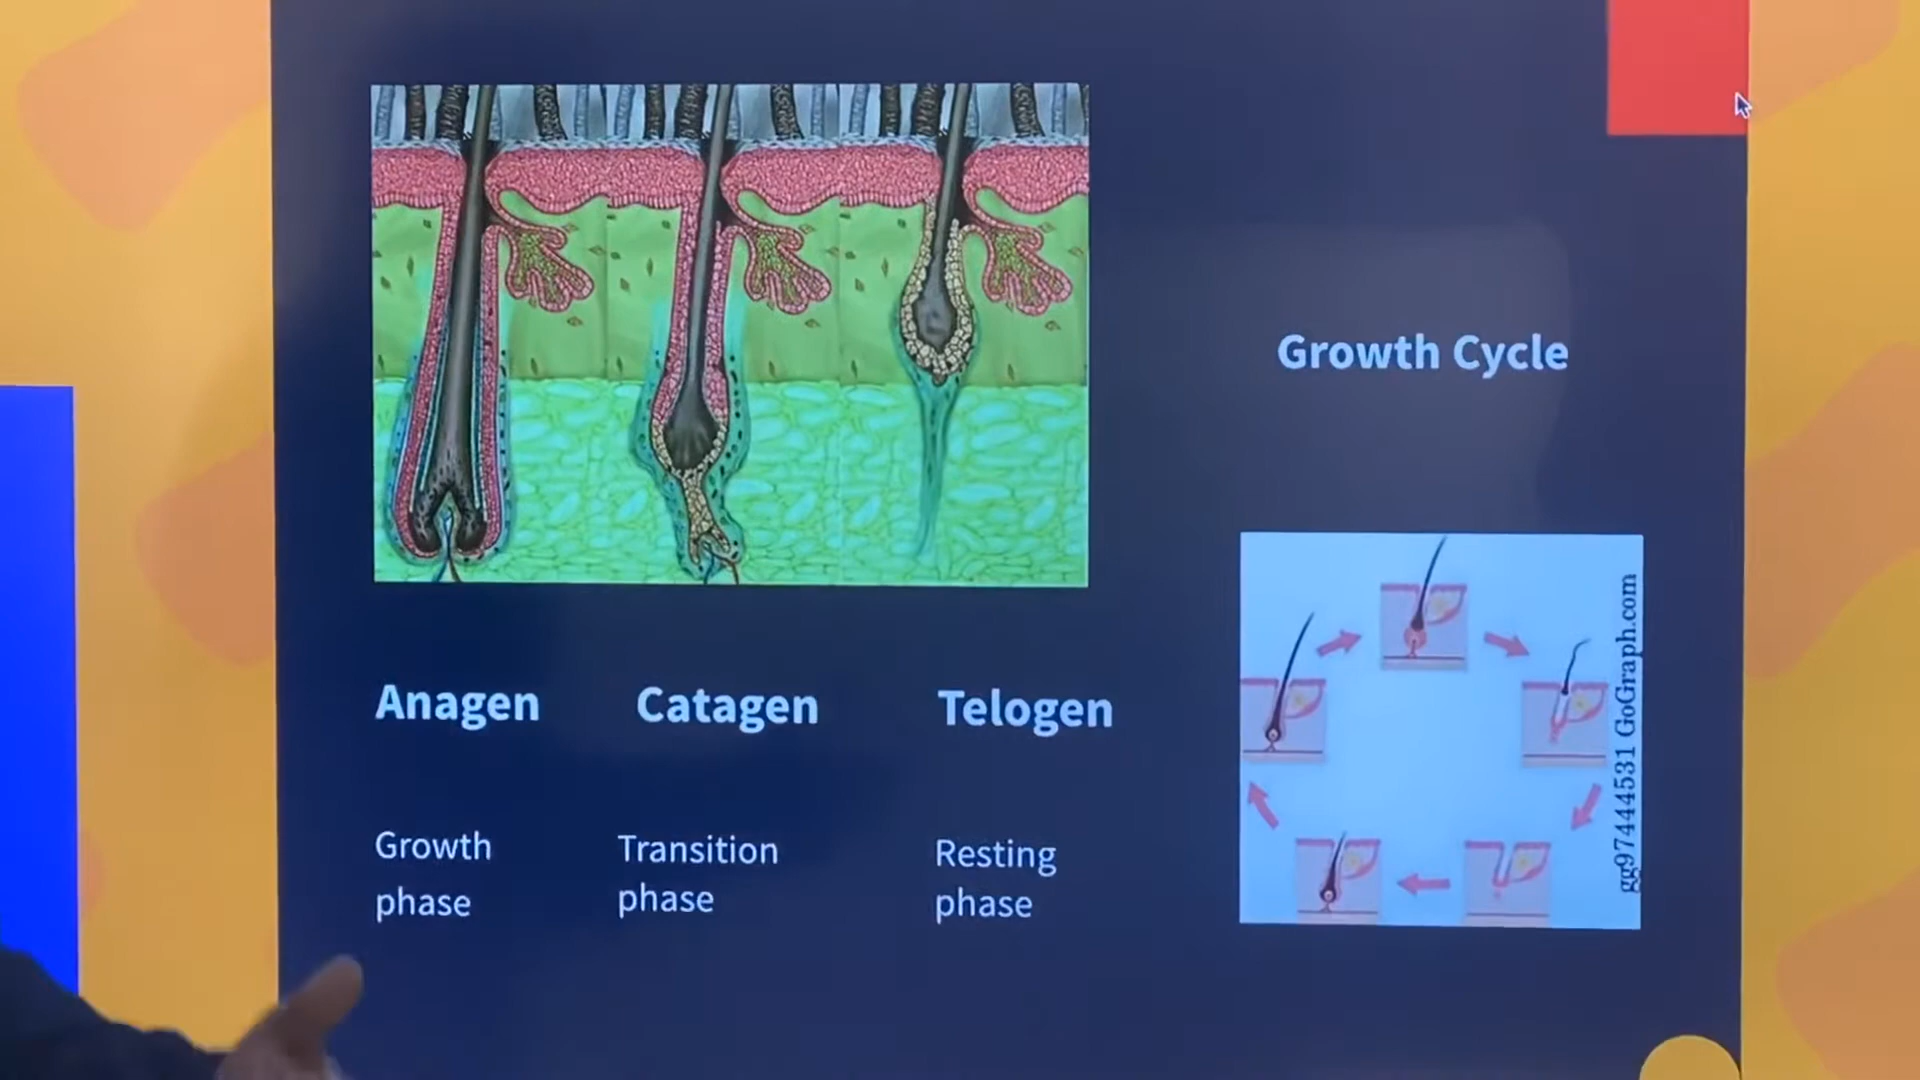 Growth Cycle
Anagen
Catagen
Telogen
Growth
phase
Transition
phase
Resting
phase
gg97444531 GoGraph.com